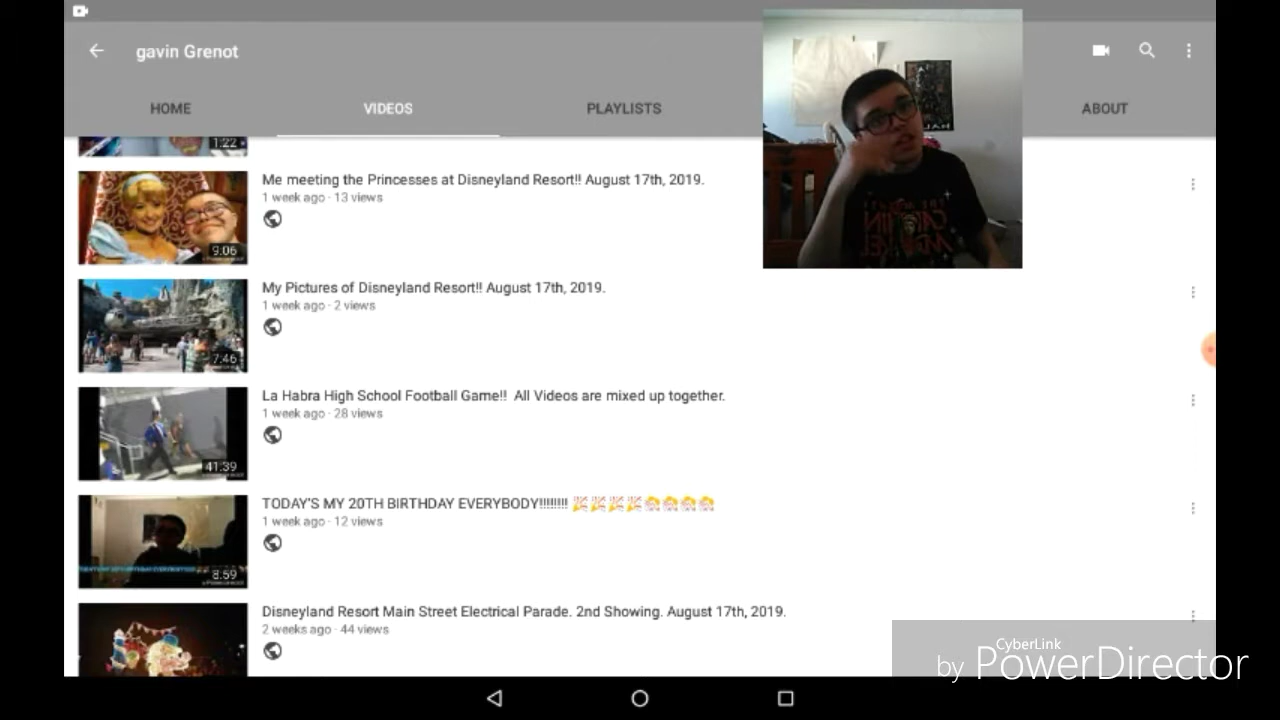 gavin Grenot
HOME VIDEOS PLAYLISTS ABOUT
1:22
Me meeting the Princesses at Disneyland Resort!! August 17th, 2019.
1 week ago · 13 views
9:06
My Pictures of Disneyland Resort!! August 17th, 2019.
1 week ago · 2 views
7:46
La Habra High School Football Game!! All Videos are mixed up together.
1 week ago · 28 views
41:39
TODAY'S MY 20TH BIRTHDAY EVERYBODY!!!!!!!! 🎉🎉🎉🎉🥳🥳🥳🥳
1 week ago · 12 views
8:59
Disneyland Resort Main Street Electrical Parade. 2nd Showing. August 17th, 2019.
2 weeks ago · 44 views
CyberLink
by PowerDirector